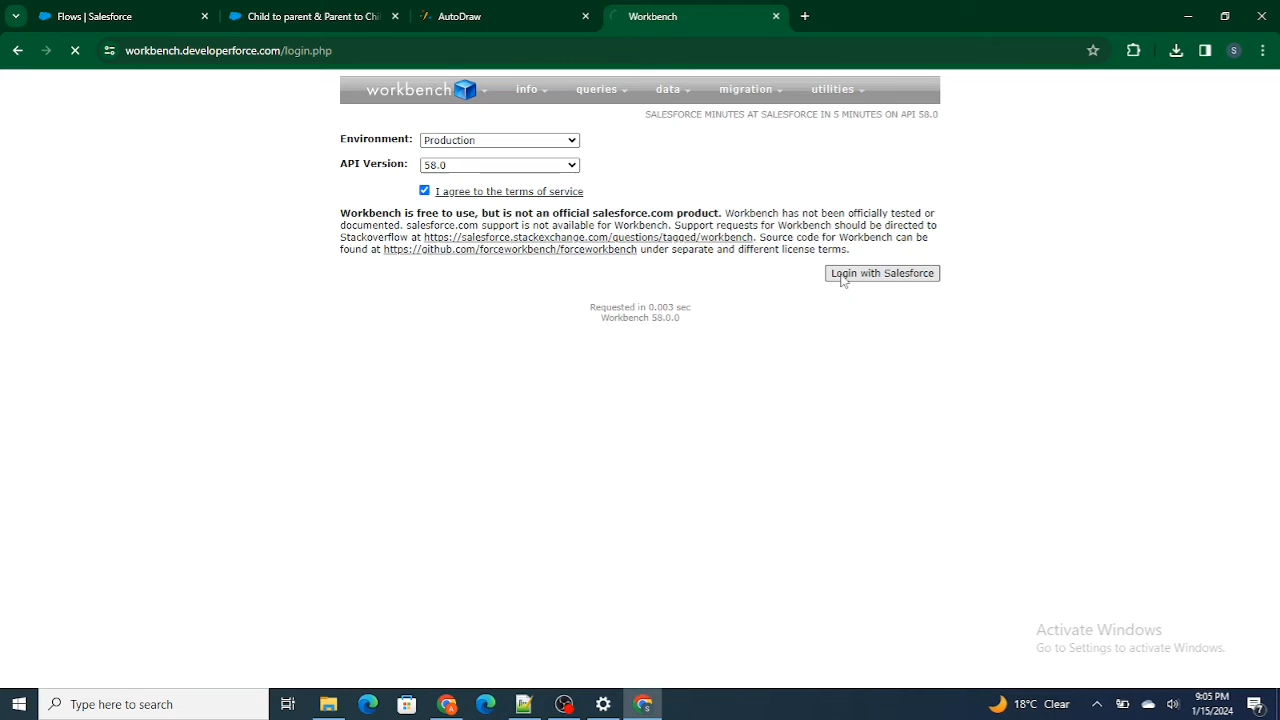 Flows | Salesforce
Child to parent & Parent to Chi
AutoDraw
Workbench
workbench.developerforce.com/login.php
S
workbench
info
queries
data
migration
utilities
SALESFORCE MINUTES AT SALESFORCE IN 5 MINUTES ON API 58.0
Environment: Production
API Version: 58.0
I agree to the terms of service
Workbench is free to use, but is not an official salesforce.com product. Workbench has not been officially tested or
documented. salesforce.com support is not available for Workbench. Support requests for Workbench should be directed to
Stackoverflow at https://salesforce.stackexchange.com/questions/tagged/workbench. Source code for Workbench can be
found at https://github.com/forceworkbench/forceworkbench under separate and different license terms.
Login with Salesforce
Requested in 0.003 sec
Workbench 58.0.0
Activate Windows
Go to Settings to activate Windows.
Type here to search
18°C Clear
9:05 PM
1/15/2024